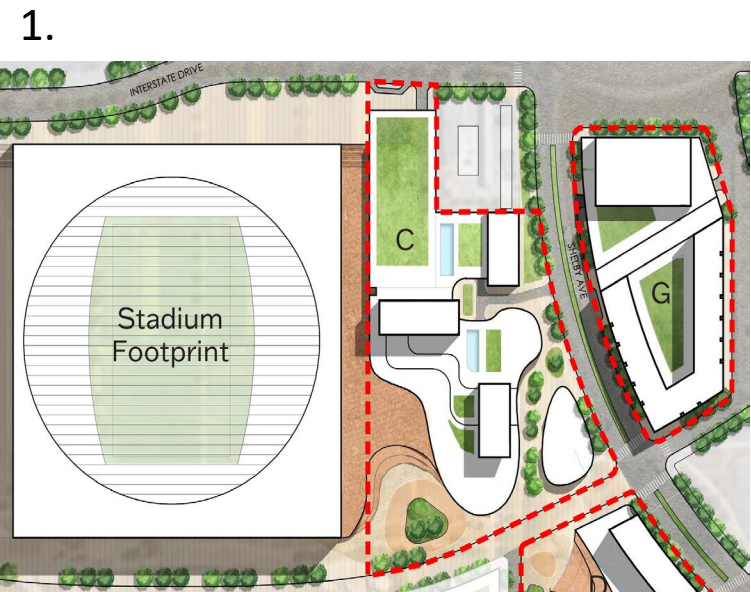 1.
INTERSTATE DRIVE
C
SHELBY AVE
G
Stadium
Footprint